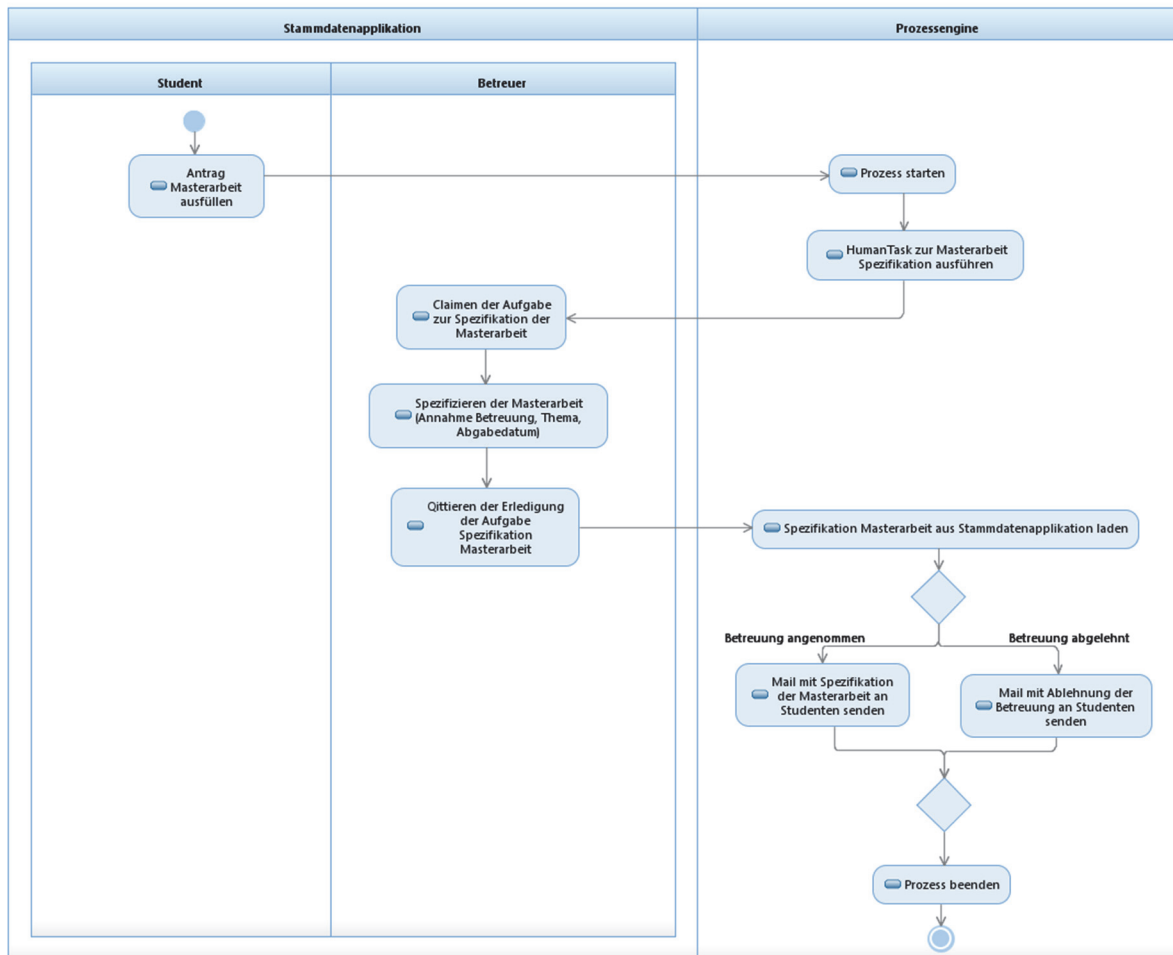 Stammdatenapplikation
Prozessengine
Student
Betreuer
Antrag
Masterarbeit
ausfüllen
Prozess starten
HumanTask zur Masterarbeit
Spezifikation ausführen
Claimen der Aufgabe
zur Spezifikation der
Masterarbeit
Spezifizieren der Masterarbeit
(Annahme Betreuung, Thema,
Abgabedatum)
Qittieren der Erledigung
der Aufgabe
Spezifikation
Masterarbeit
Spezifikation Masterarbeit aus Stammdatenapplikation laden
Betreuung angenommen
Betreuung abgelehnt
Mail mit Spezifikation
der Masterarbeit an
Studenten senden
Mail mit Ablehnung der
Betreuung an Studenten
senden
Prozess beenden